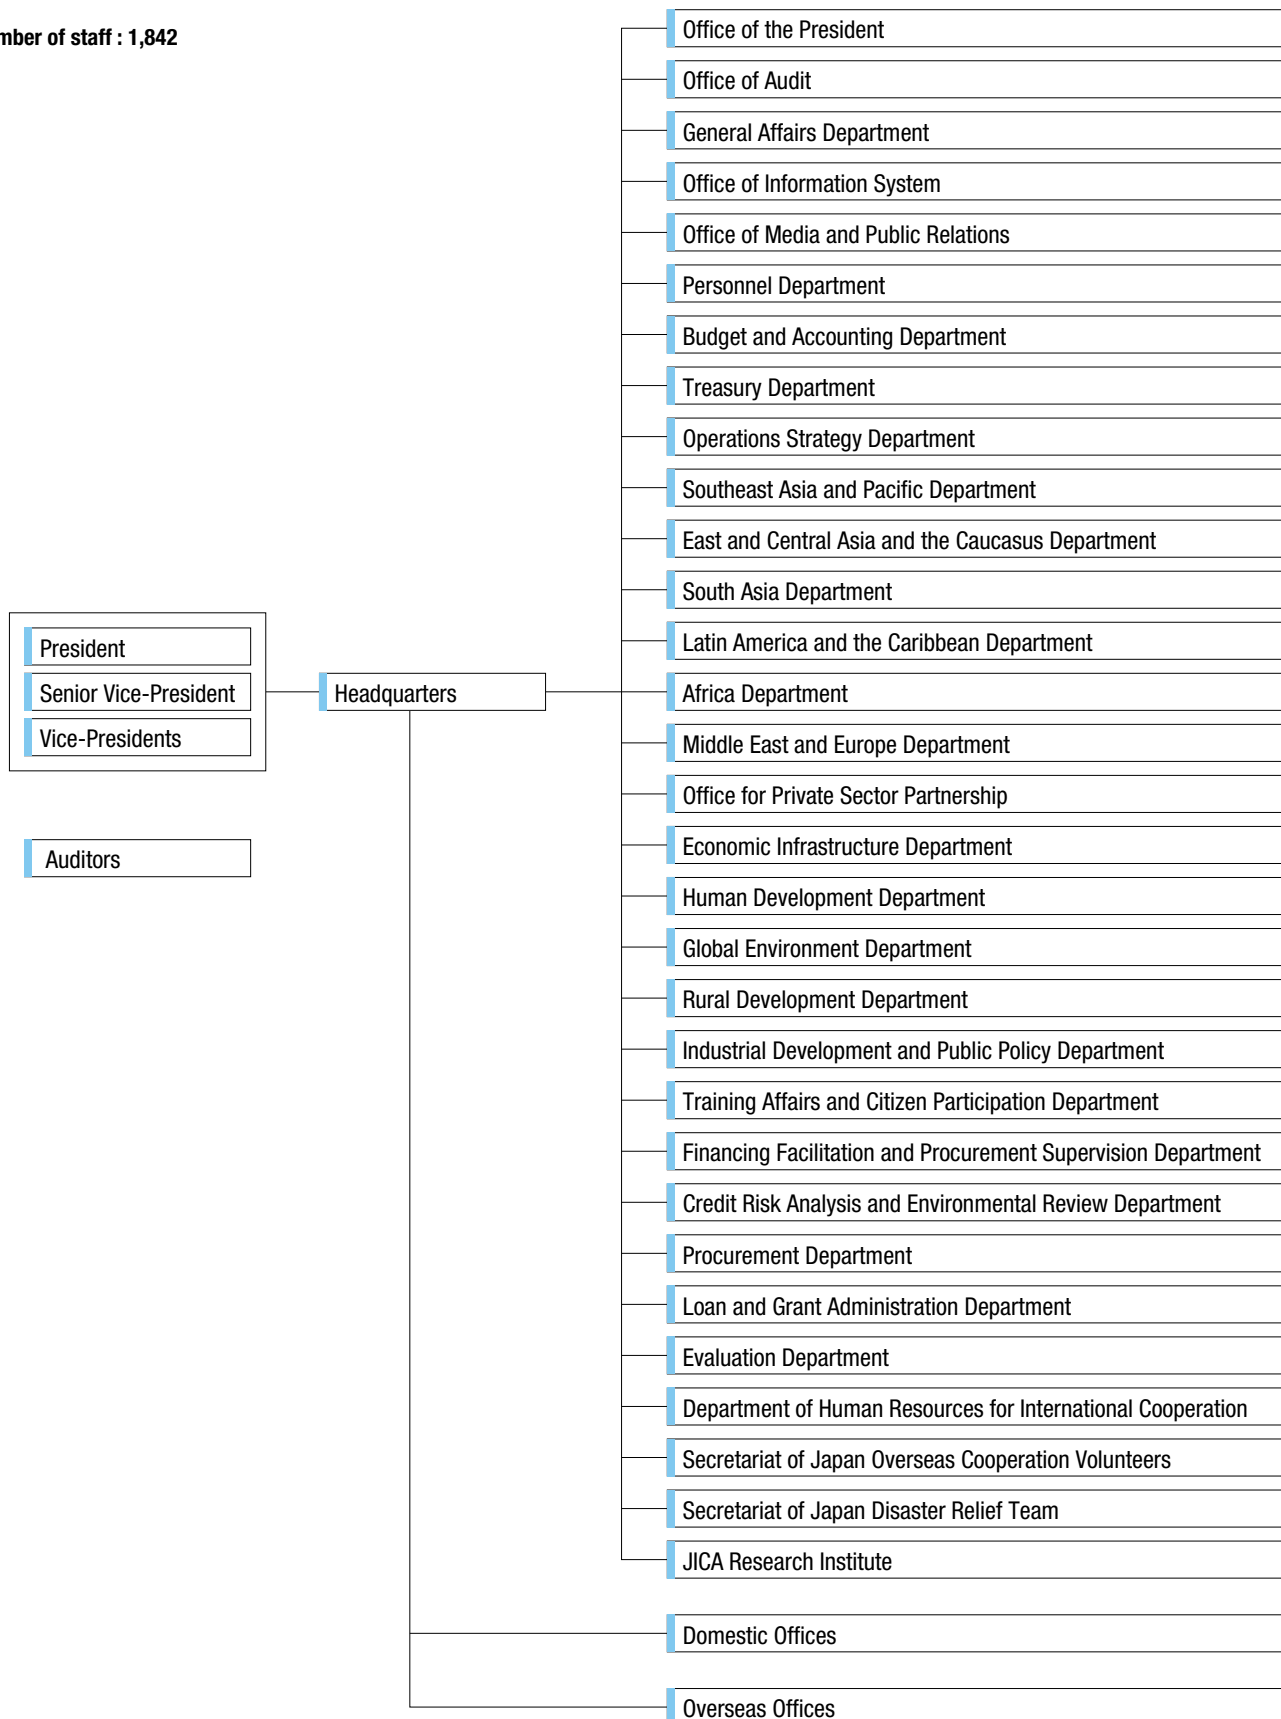 of staff : 1,842
President
Senior Vice-President
Vice-Presidents
Auditors
Headquarters
Office of the President
Office of Audit
General Affairs Department
Office of Information System
Office of Media and Public Relations
Personnel Department
Budget and Accounting Department
Treasury Department
Operations Strategy Department
Southeast Asia and Pacific Department
East and Central Asia and the Caucasus Department
South Asia Department
Latin America and the Caribbean Department
Africa Department
Middle East and Europe Department
Office for Private Sector Partnership
Economic Infrastructure Department
Human Development Department
Global Environment Department
Rural Development Department
Industrial Development and Public Policy Department
Training Affairs and Citizen Participation Department
Financing Facilitation and Procurement Supervision Department
Credit Risk Analysis and Environmental Review Department
Procurement Department
Loan and Grant Administration Department
Evaluation Department
Department of Human Resources for International Cooperation
Secretariat of Japan Overseas Cooperation Volunteers
Secretariat of Japan Disaster Relief Team
JICA Research Institute
Domestic Offices
Overseas Offices